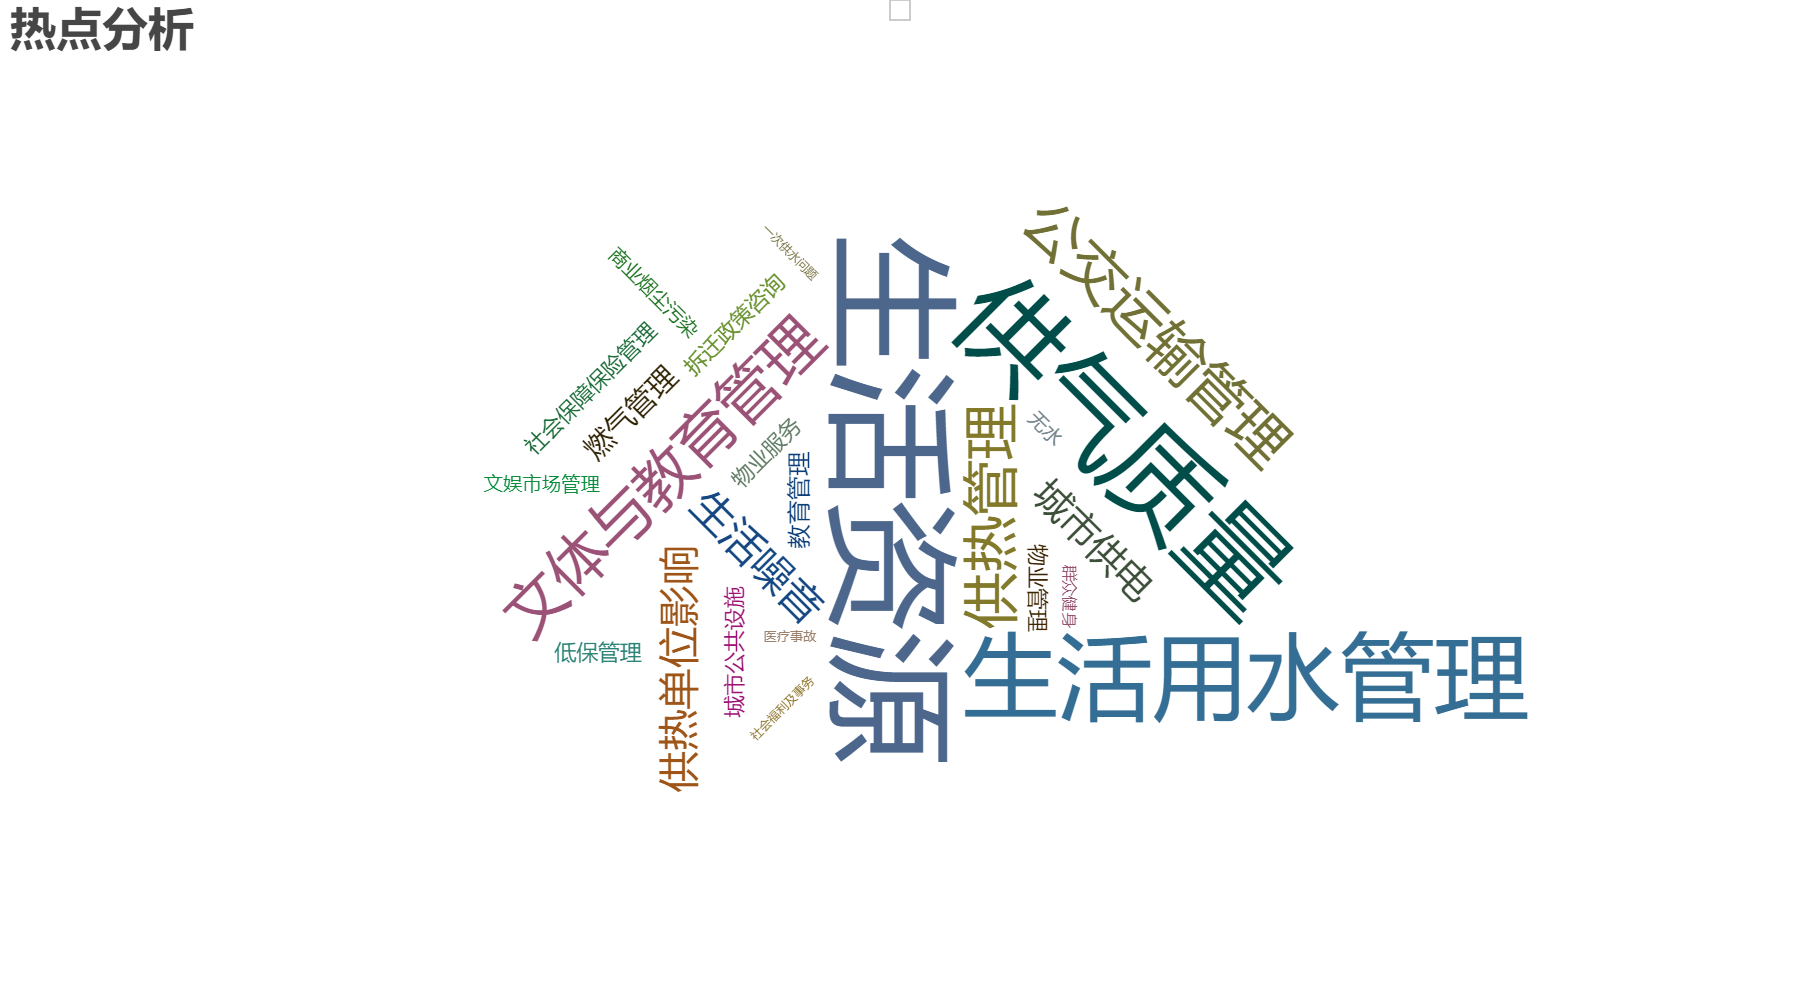 热点分析
公交运输管理
一次供水问题
商业烟尘污染
拆迁政策咨询
生活资源
供气质量
社会保障保险管理
燃气管理
文体与教育管理
物业服务
无水
供热管理
文娱市场管理
教育管理
生活噪音
城市供电
物业管理
群众健身
供热单位影响
城市公共设施
医疗事故
低保管理
生活用水管理
社会福利及事务